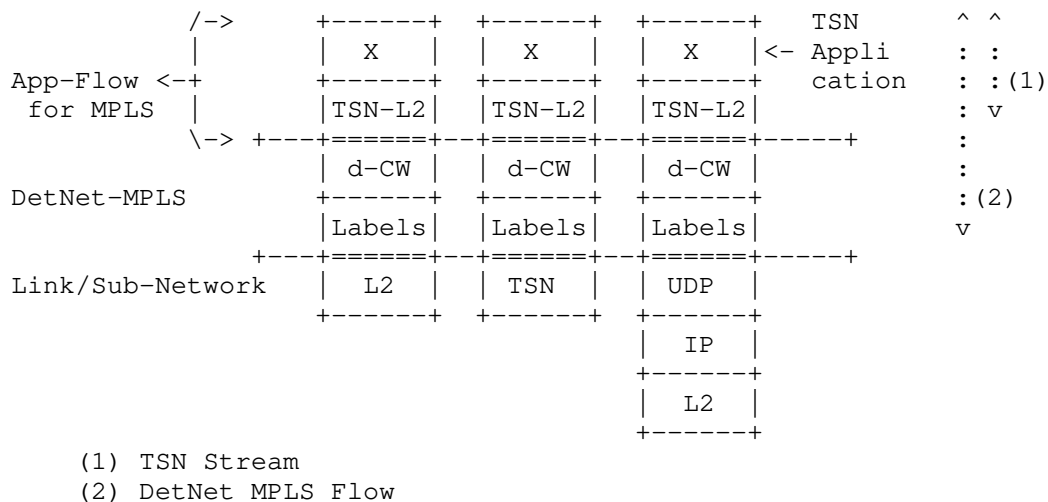 /->         +------+  +------+  +------+    TSN       ^ ^
                |           |  X   |  |  X   |  |  X   |<- Appli      : :
App-Flow <-+                +------+  +------+  +------+    cation    : :(1)
 for MPLS  |                |TSN-L2|  |TSN-L2|  |TSN-L2|              : v
           \-> +---+======+--+======+--+======+-----+                 :
                   | d-CW |  | d-CW |  | d-CW |                       :
DetNet-MPLS        +------+  +------+  +------+                       :(2)
                   |Labels|  |Labels|  |Labels|                       v
               +---+======+--+======+--+======+-----+
Link/Sub-Network   |  L2  |  | TSN  |  | UDP  |
                   +------+  +------+  +------+
                                       |  IP  |
                                       +------+
                                       |  L2  |
                                       +------+
    (1) TSN Stream
    (2) DetNet MPLS Flow